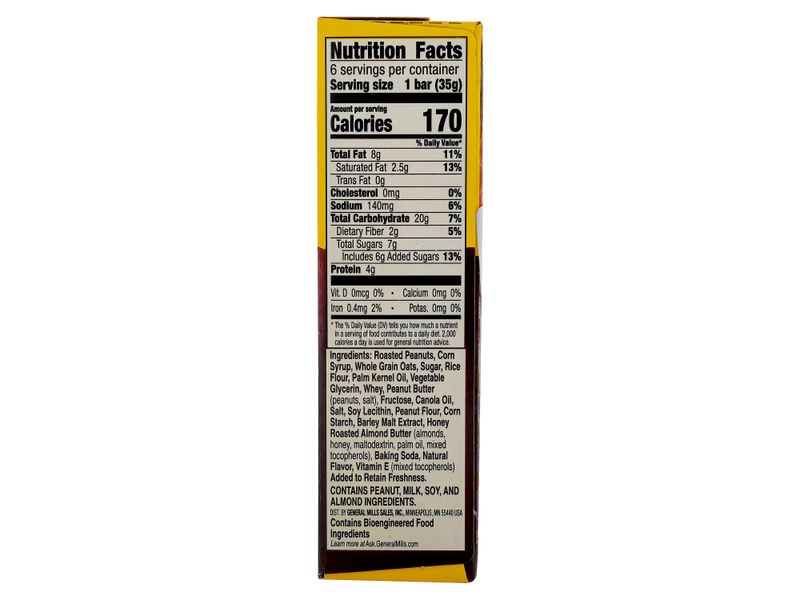 Nutrition Facts
6 servings per container
Serving size 1 bar (35g)
Amount per serving
Calories 170
% Daily Value*
Total Fat 8g 11%
Saturated Fat 2.5g 13%
Trans Fat 0g
Cholesterol 0mg 0%
Sodium 140mg 6%
Total Carbohydrate 20g 7%
Dietary Fiber 2g 5%
Total Sugars 7g
Includes 6g Added Sugars 13%
Protein 4g
Vit. D 0mcg 0% • Calcium 0mg 0%
Iron 0.4mg 2% • Potas. 0mg 0%
* The % Daily Value (DV) tells you how much a nutrient
in a serving of food contributes to a daily diet. 2,000
calories a day is used for general nutrition advice.
Ingredients: Roasted Peanuts, Corn
Syrup, Whole Grain Oats, Sugar, Rice
Flour, Palm Kernel Oil, Vegetable
Glycerin, Whey, Peanut Butter
(peanuts, salt), Fructose, Canola Oil,
Salt, Soy Lecithin, Peanut Flour, Corn
Starch, Barley Malt Extract, Honey
Roasted Almond Butter (almonds,
honey, maltodextrin, palm oil, mixed
tocopherols), Baking Soda, Natural
Flavor, Vitamin E (mixed tocopherols)
Added to Retain Freshness.
CONTAINS PEANUT, MILK, SOY, AND
ALMOND INGREDIENTS.
DIST. BY GENERAL MILLS SALES, INC., MINNEAPOLIS, MN 55440 USA
Contains Bioengineered Food
Ingredients
Learn more at Ask.GeneralMills.com